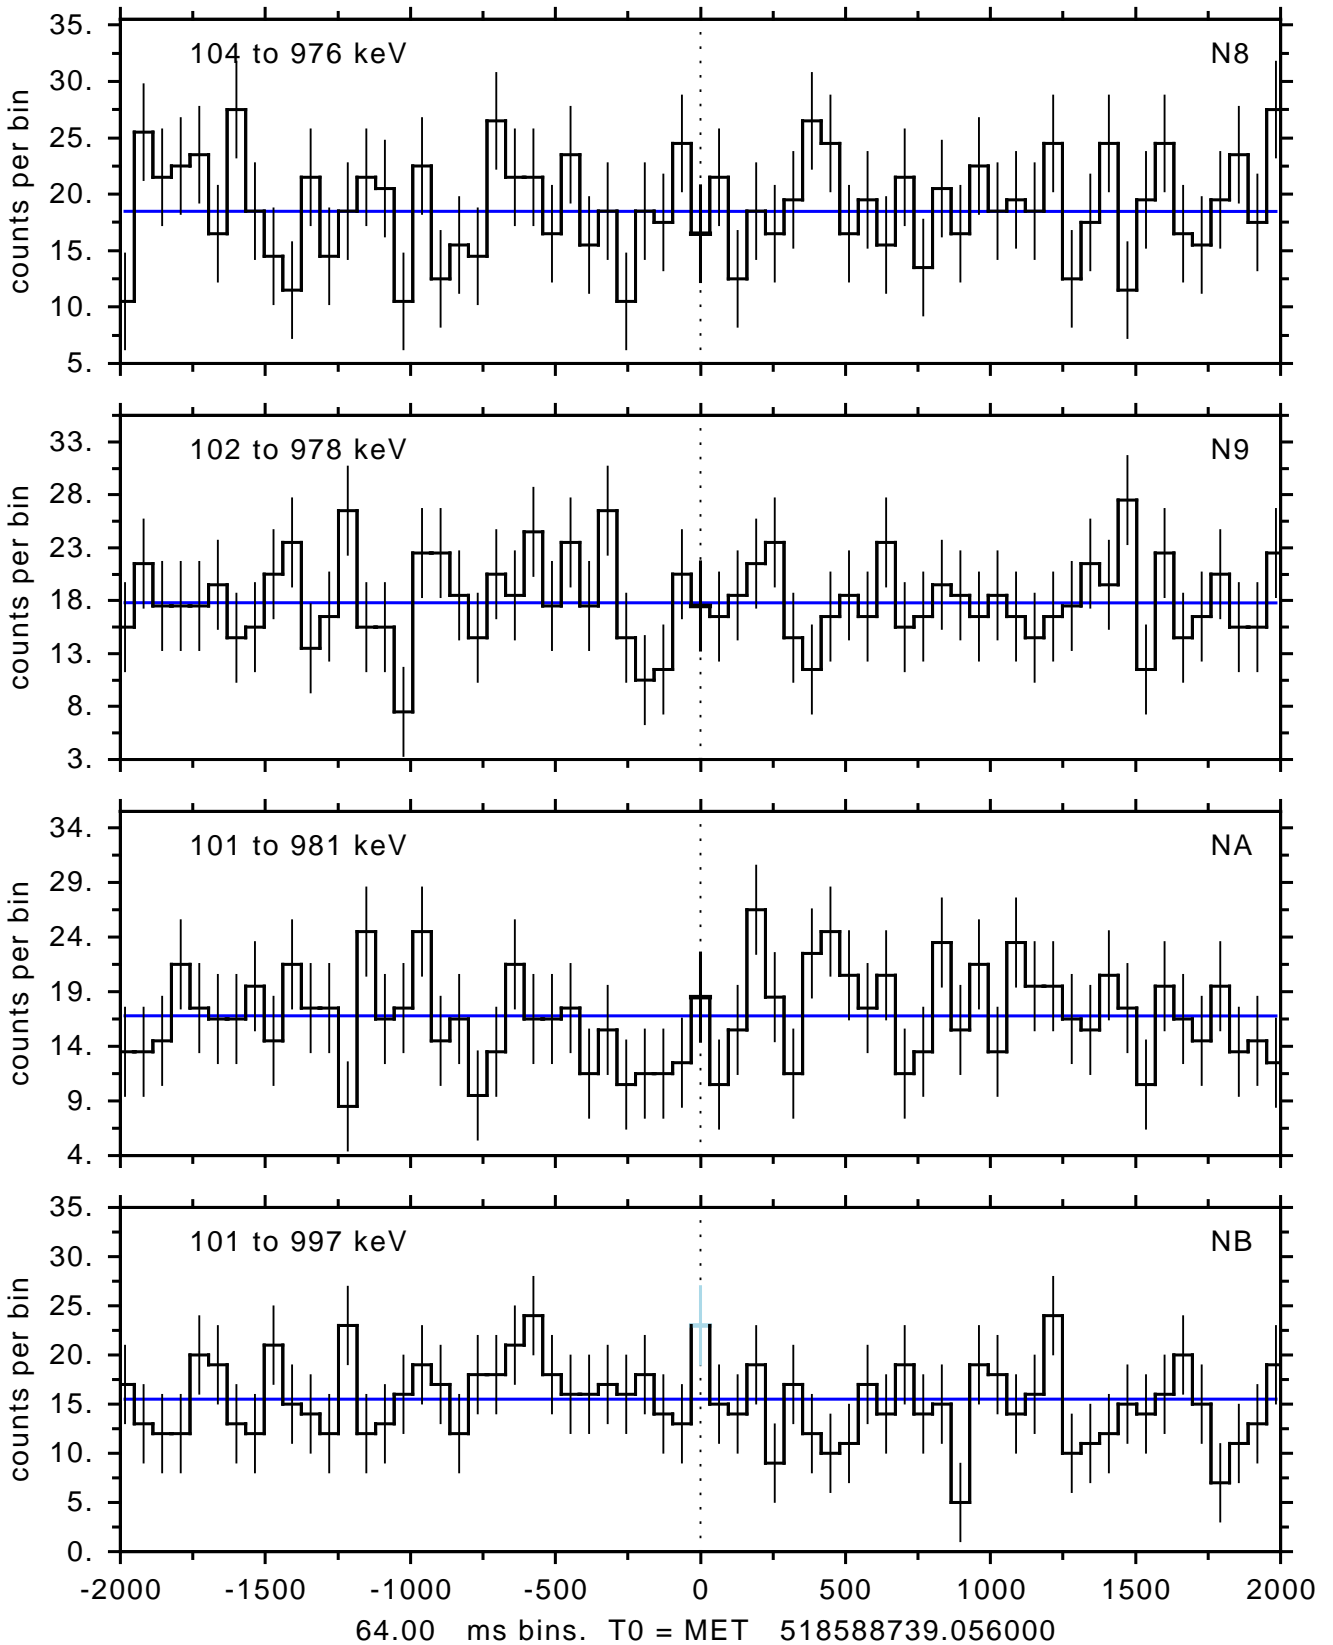 35.
30.
25.
20.
15.
10.
5.
counts per bin
104 to 976 keV
N8
33.
28.
23.
18.
13.
8.
3.
counts per bin
102 to 978 keV
N9
34.
29.
24.
19.
14.
9.
4.
counts per bin
101 to 981 keV
NA
35.
30.
25.
20.
15.
10.
5.
0.
counts per bin
101 to 997 keV
NB
-2000 -1500 -1000 -500 0 500 1000 1500 2000
64.00 ms bins. T0 = MET 518588739.056000